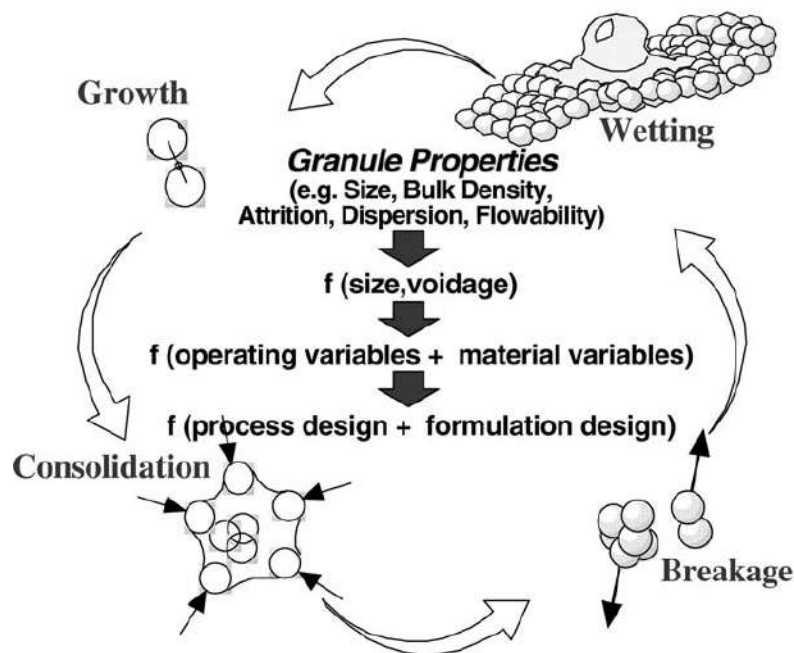 Growth
Wetting
Granule Properties
(e.g. Size, Bulk Density,
Attrition, Dispersion, Flowability)
f (size,voidage)
f (operating variables + material variables)
f (process design + formulation design)
Consolidation
Breakage